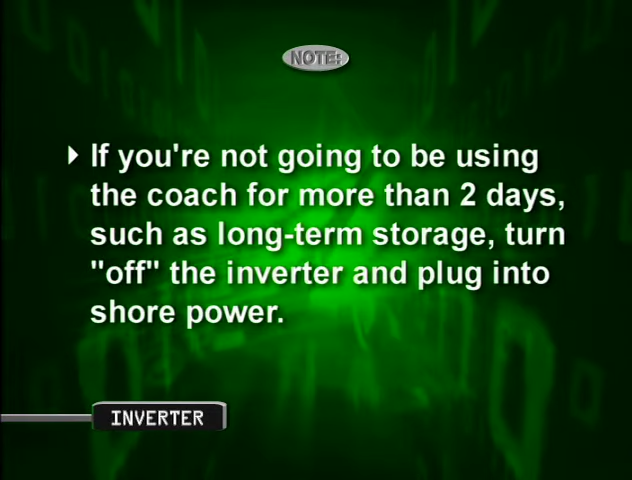 NOTE:
If you're not going to be using
the coach for more than 2 days,
such as long-term storage, turn
"off" the inverter and plug into
shore power.
INVERTER